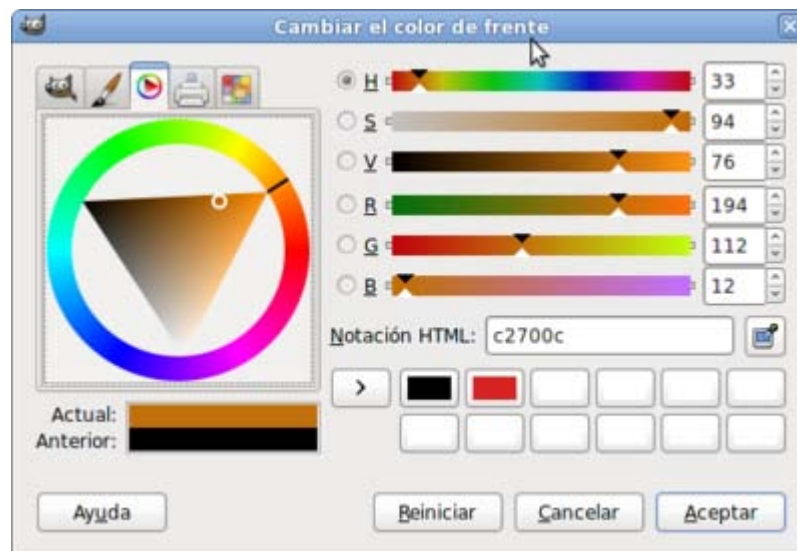 Cambiar el color de frente
H 33
S 94
V 76
R 194
G 112
B 12
Notación HTML: c2700c
>
Actual:
Anterior:
Ayuda Reiniciar Cancelar Aceptar